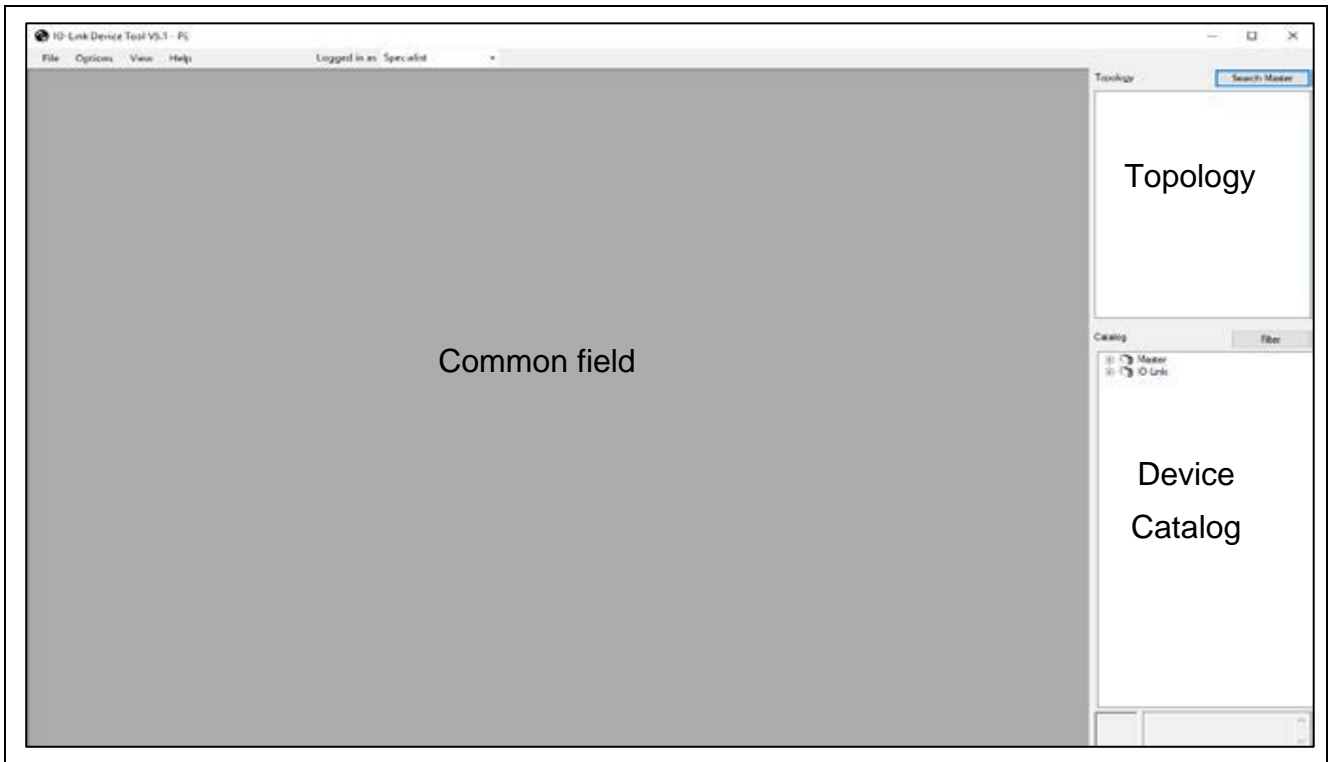 IO-Link Device Tool V5.1 - PE
File Options View Help Logged in as Specialist
Topology Search Master
Topology
Common field
Catalog Filter
Master
IO-Link
Device
Catalog